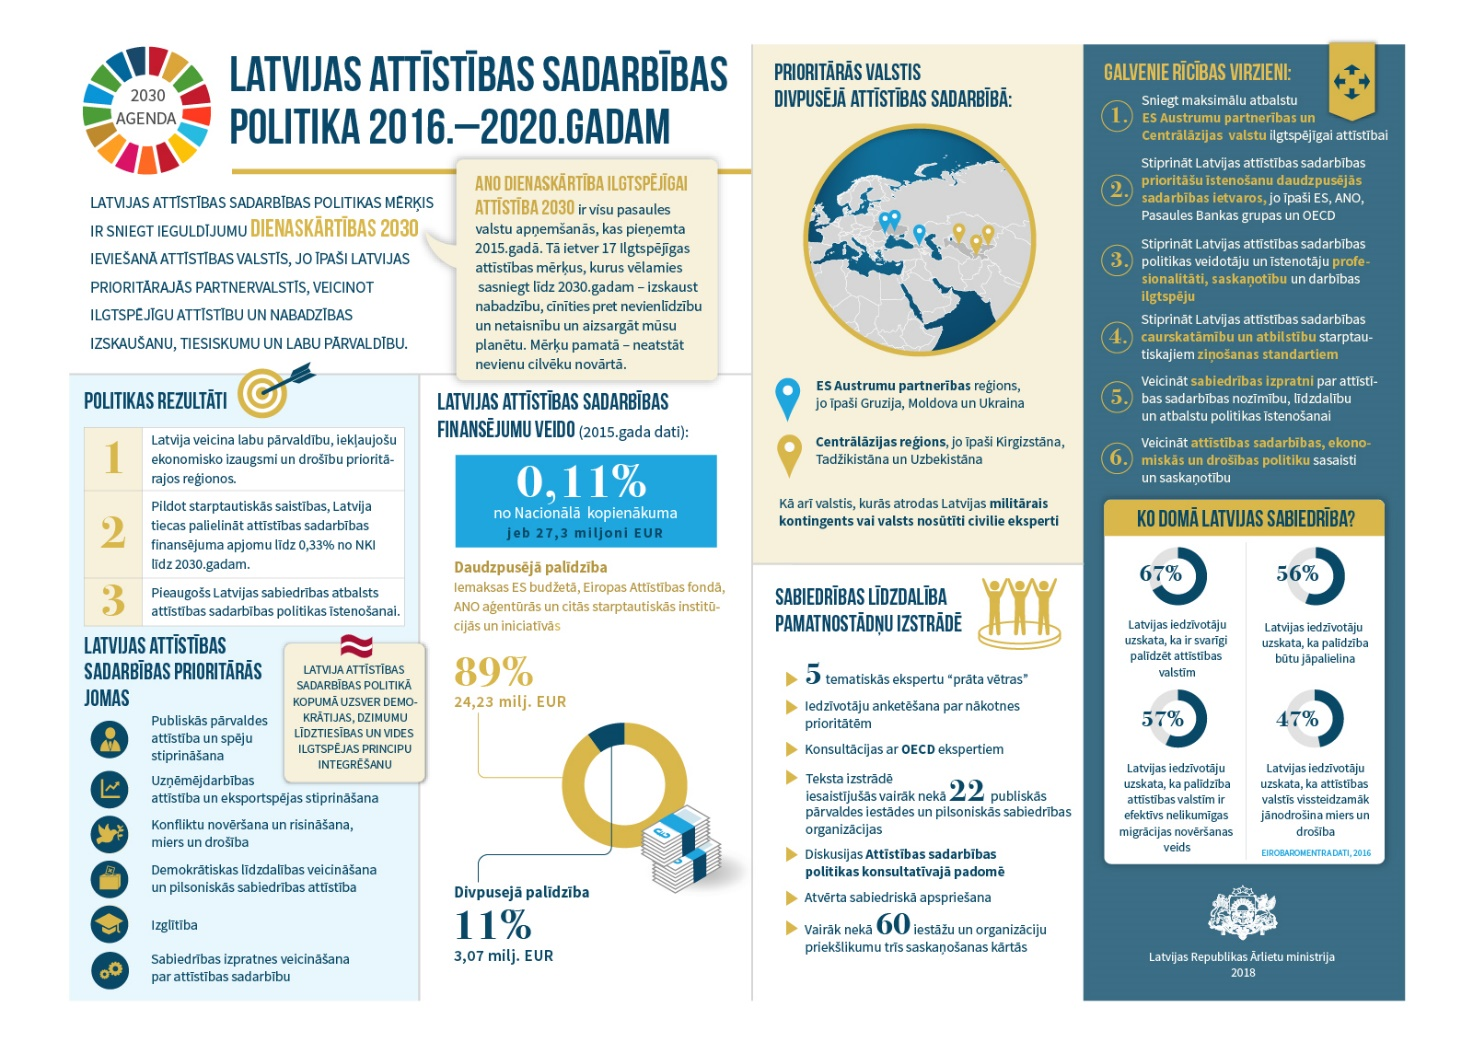 2030
AGENDA
LATVIJAS ATTĪSTĪBAS SADARBĪBAS
POLITIKA 2016.–2020.GADAM
LATVIJAS ATTĪSTĪBAS SADARBĪBAS POLITIKAS MĒRĶIS
IR SNIEGT IEGULDĪJUMU DIENASKĀRTĪBAS 2030
IEVIEŠANĀ ATTĪSTĪBAS VALSTĪS, JO ĪPAŠI LATVIJAS
PRIORITĀRAJĀS PARTNERVALSTĪS, VEICINOT
ILGTSPĒJĪGU ATTĪSTĪBU UN NABADZĪBAS
IZSKAUŠANU, TIESISKUMU UN LABU PĀRVALDĪBU.
ANO DIENASKĀRTĪBA ILGTSPĒJĪGAI
ATTĪSTĪBA 2030 ir vísu pasaules
valstu apņemšanās, kas pieņemta
2015.gadā. Tā ietver 17 Ilgtspējīgas
attīstības mērķus, kurus vēlamies
sasniegt līdz 2030.gadam – izskaust
nabadzību, cīnīties pret nevienlīdzību
un netaisnību un aizsargāt mūsu
planētu. Mērķu pamatā – neatstāt
nevienu cilvēku novārtā.
POLITIKAS REZULTĀTI
1
Latvija veicina labu pārvaldību, iekļaujošu
ekonomisko izaugsmi un drošību prioritā-
rajos reģionos.
2
Pildot starptautiskās saistības, Latvija
tiecas palielināt attīstības sadarbības
finansējuma apjomu līdz 0,33% no NKI
līdz 2030.gadam.
3
Pieaugošs Latvijas sabiedrības atbalsts
attīstības sadarbības politikas īstenošanai.
LATVIJAS ATTĪSTĪBAS
SADARBĪBAS PRIORITĀRĀS
JOMAS
LATVIJA ATTĪSTĪBAS
SADARBĪBAS POLITIKĀ
KOPUMĀ UZSVER DEMO-
KRĀTIJAS, DZIMUMU
LĪDZTIESĪBAS UN VIDES
ILGTSPĒJAS PRINCIPU
INTEGRĒŠANU
Publiskās pārvaldes
attīstība un spēju
stiprināšana
Uzņēmējdarbības
attīstība un eksportspējas stiprināšana
Konfliktu novēršana un risināšana,
miers un drošība
Demokrātiskas līdzdalības veicināšana
un pilsoniskās sabiedrības attīstība
Izglītība
Sabiedrības izpratnes veicināšana
par attīstības sadarbību
LATVIJAS ATTĪSTĪBAS SADARBĪBAS
FINANSĒJUMU VEIDO (2015.gada dati):
0,11%
no Nacionālā kopienākuma
jeb 27,3 miljoni EUR
Daudzpusējā palīdzība
Iemaksas ES budžetā, Eiropas Attīstības fondā,
ANO aģentūrās un citās starptautiskās institū-
cijās un iniciatīvās
89%
24,23 milj. EUR
Divpusejā palīdzība
11%
3,07 milj. EUR
PRIORITĀRĀS VALSTIS
DIVPUSĒJĀ ATTĪSTĪBAS SADARBĪBĀ:
ES Austrumu partnerības reģions,
jo īpaši Gruzija, Moldova un Ukraina
Centrālāzijas reģions, jo īpaši Kirgizstāna,
Tadžikistāna un Uzbekistāna
Kā arī valstis, kurās atrodas Latvijas militārais
kontingents vai valsts nosūtīti civilie eksperti
SABIEDRĪBAS LĪDZDALĪBA
PAMATNOSTĀDŅU IZSTRĀDĒ
5 tematiskās ekspertu “prāta vētras”
Iedzīvotāju anketēšana par nākotnes
prioritātēm
Konsultācijas ar OECD ekspertiem
Teksta izstrādē
iesaistījušās vairāk nekā 22 publiskās
pārvaldes iestādes un pilsoniskās sabiedrības
organizācijas
Diskusijas Attīstības sadarbības
politikas konsultatīvajā padomē
Atvērta sabiedriskā apspriešana
Vairāk nekā 60 iestāžu un organizāciju
priekšlikumu trīs saskaņošanas kārtās
GALVENIE RĪCĪBAS VIRZIENI:
1.
Sniegt maksimālu atbalstu
ES Austrumu partnerības un
Centrālāzijas valstu ilgtspējīgai attīstībai
2.
Stiprināt Latvijas attīstības sadarbības
prioritāšu īstenošanu daudzpusējās
sadarbības ietvaros, jo īpaši ES, ANO,
Pasaules Bankas grupas un OECD
3.
Stiprināt Latvijas attīstības sadarbības
politikas veidotāju un īstenotāju profe-
sionalitāti, saskaņotību un darbības
ilgtspēju
4.
Stiprināt Latvijas attīstības sadarbības
caurskatāmību un atbilstību starptau-
tiskajiem ziņošanas standartiem
5.
Veicināt sabiedrības izpratni par attīstī-
bas sadarbības nozīmību, līdzdalību
un atbalstu politikas īstenošanai
6.
Veicināt attīstības sadarbības, ekono-
miskās un drošības politiku sasaisti
un saskaņotību
KO DOMĀ LATVIJAS SABIEDRĪBA?
67%
Latvijas iedzīvotāju
uzskata, ka ir svarīgi
palīdzēt attīstības
valstīm
56%
Latvijas iedzīvotāju
uzskata, ka palīdzība
būtu jāpalielina
57%
Latvijas iedzīvotāju
uzskata, ka palīdzība
attīstības valstīm ir
efektīvs nelikumīgas
migrācijas novēršanas
veids
47%
Latvijas iedzīvotāju
uzskata, ka attīstības
valstīs vissteidzamāk
jānodrošina miers un
drošība
EIROBAROMENTRA DATI, 2016
Latvijas Republikas Ārlietu ministrija
2018